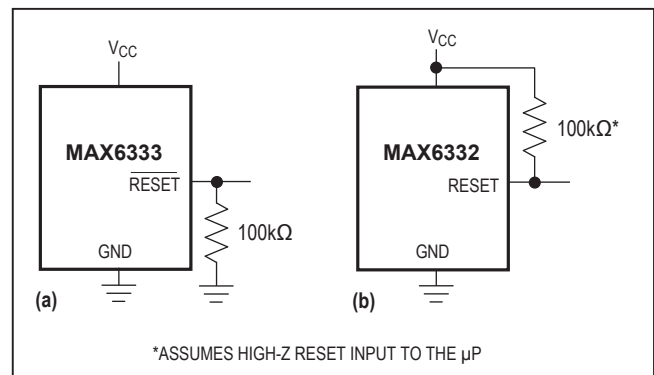 VCC
MAX6333
RESET
100kΩ
GND
(a)
VCC
100kΩ*
MAX6332
RESET
GND
(b)
*ASSUMES HIGH-Z RESET INPUT TO THE µP